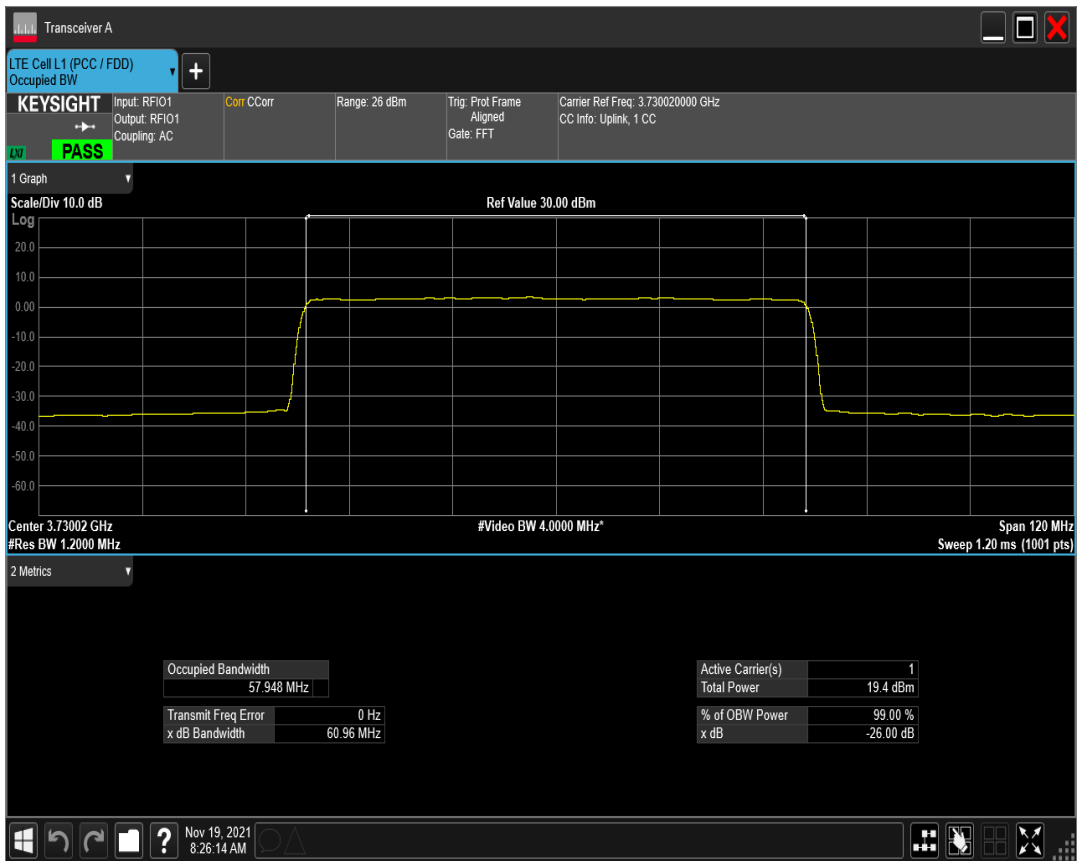 Transceiver A
LTE Cell L1 (PCC / FDD)
Occupied BW
KEYSIGHT
LXI
PASS
Input: RFIO1
Output: RFIO1
Coupling: AC
Corr CCorr
Range: 26 dBm
Trig: Prot Frame
Aligned
Gate: FFT
Carrier Ref Freq: 3.730020000 GHz
CC Info: Uplink, 1 CC
1 Graph
Scale/Div 10.0 dB
Ref Value 30.00 dBm
Log
20.0
10.0
0.00
-10.0
-20.0
-30.0
-40.0
-50.0
-60.0
Center 3.73002 GHz
#Video BW 4.0000 MHz*
Span 120 MHz
#Res BW 1.2000 MHz
Sweep 1.20 ms (1001 pts)
2 Metrics
Occupied Bandwidth
57.948 MHz
Transmit Freq Error 0 Hz
x dB Bandwidth 60.96 MHz
Active Carrier(s) 1
Total Power 19.4 dBm
% of OBW Power 99.00 %
x dB -26.00 dB
?
Nov 19, 2021
8:26:14 AM